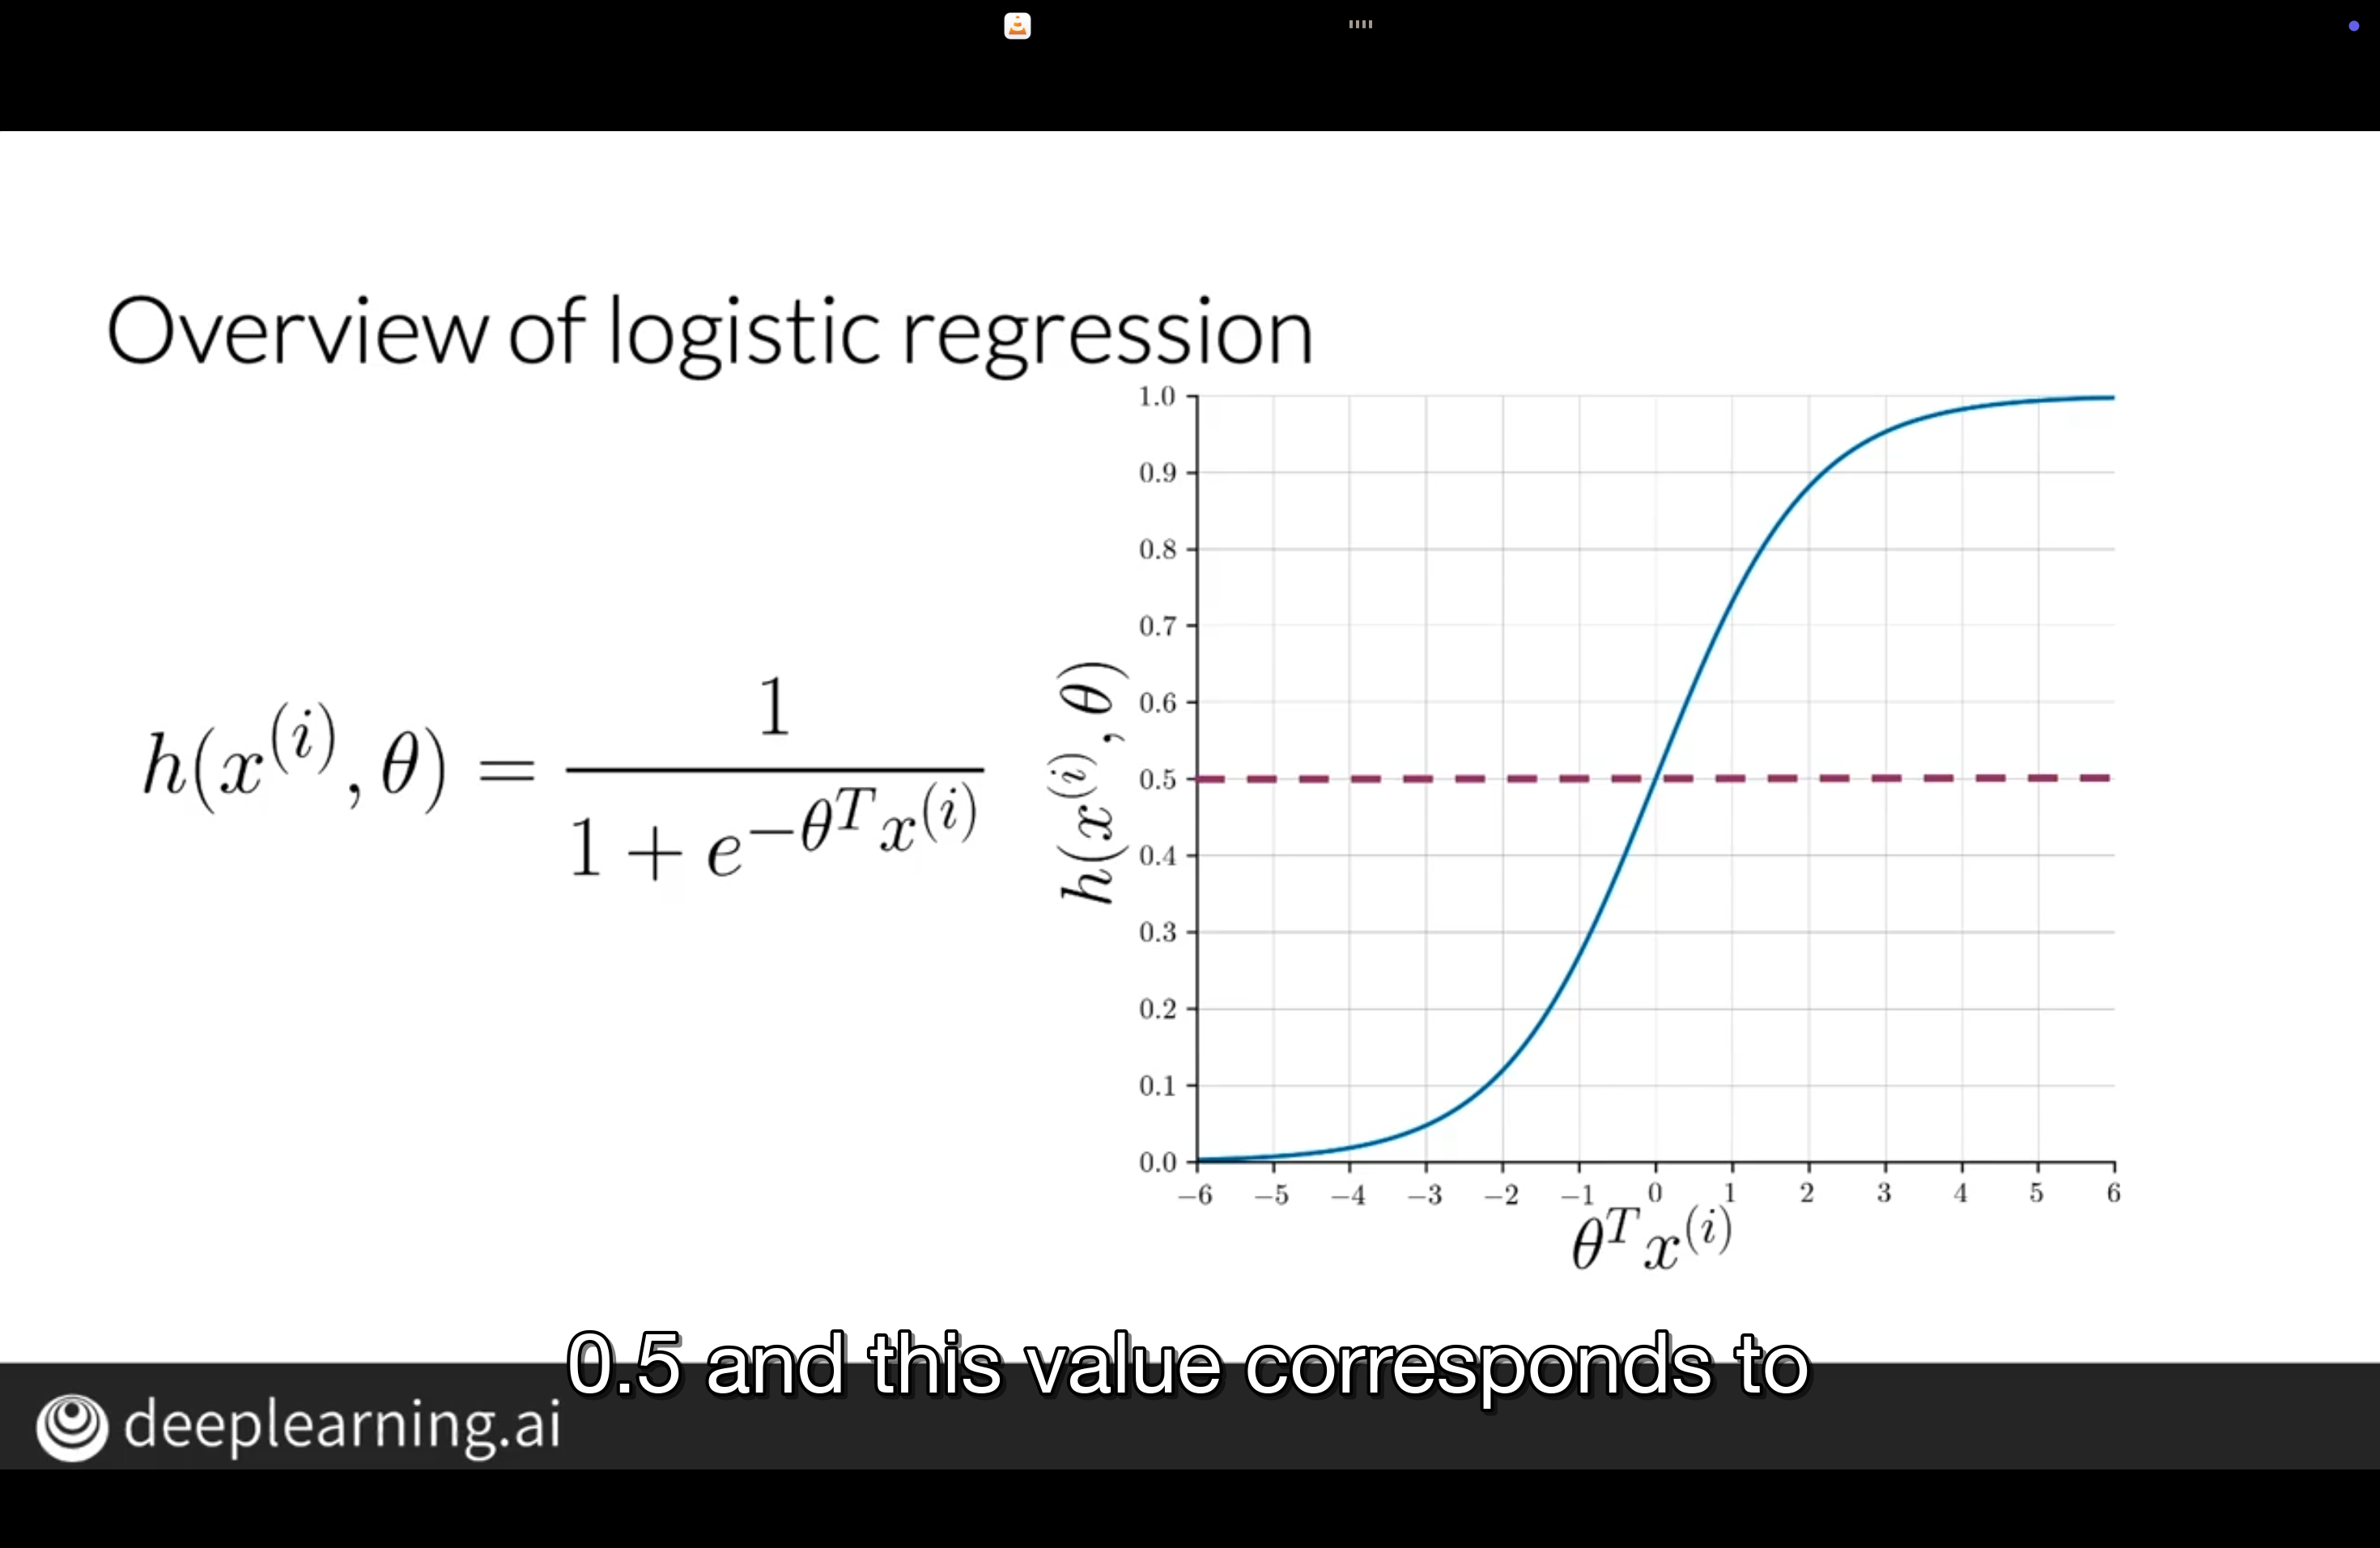 Overview of logistic regression
h(x^{(i)}, θ) = \frac{1}{1 + e^{-θ^T x^{(i)}}}
h(x^{(i)}, θ)
1.0
0.9
0.8
0.7
0.6
0.5
0.4
0.3
0.2
0.1
0.0
−6 −5 −4 −3 −2 −1 0 1 2 3 4 5 6
θ^T x^{(i)}
0.5 and this value corresponds to
deeplearning.ai